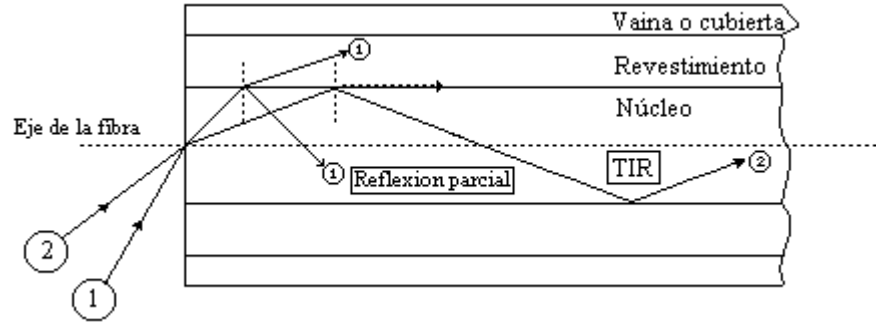 Vaina o cubierta
①
Revestimiento
Núcleo
Eje de la fibra
① Reflexion parcial
TIR
②
2
1